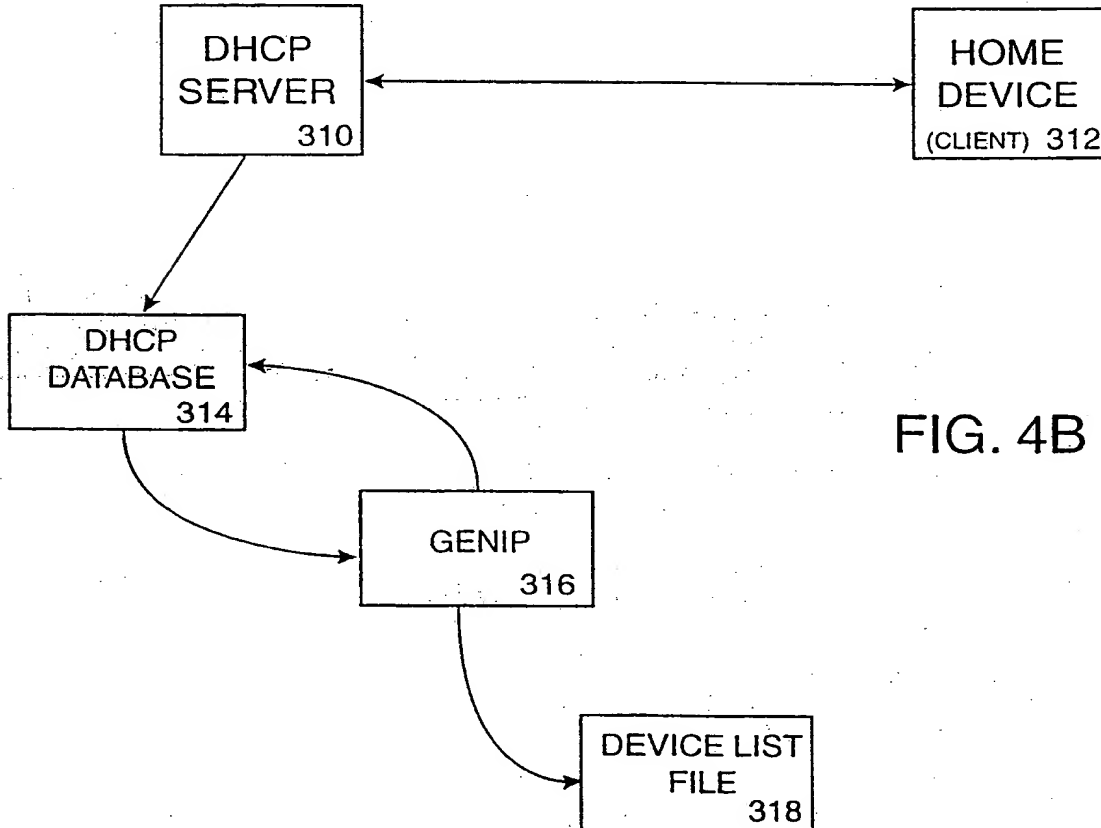 DHCP
SERVER
310
HOME
DEVICE
(CLIENT) 312
DHCP
DATABASE
314
FIG. 4B
GENIP
316
DEVICE LIST
FILE
318